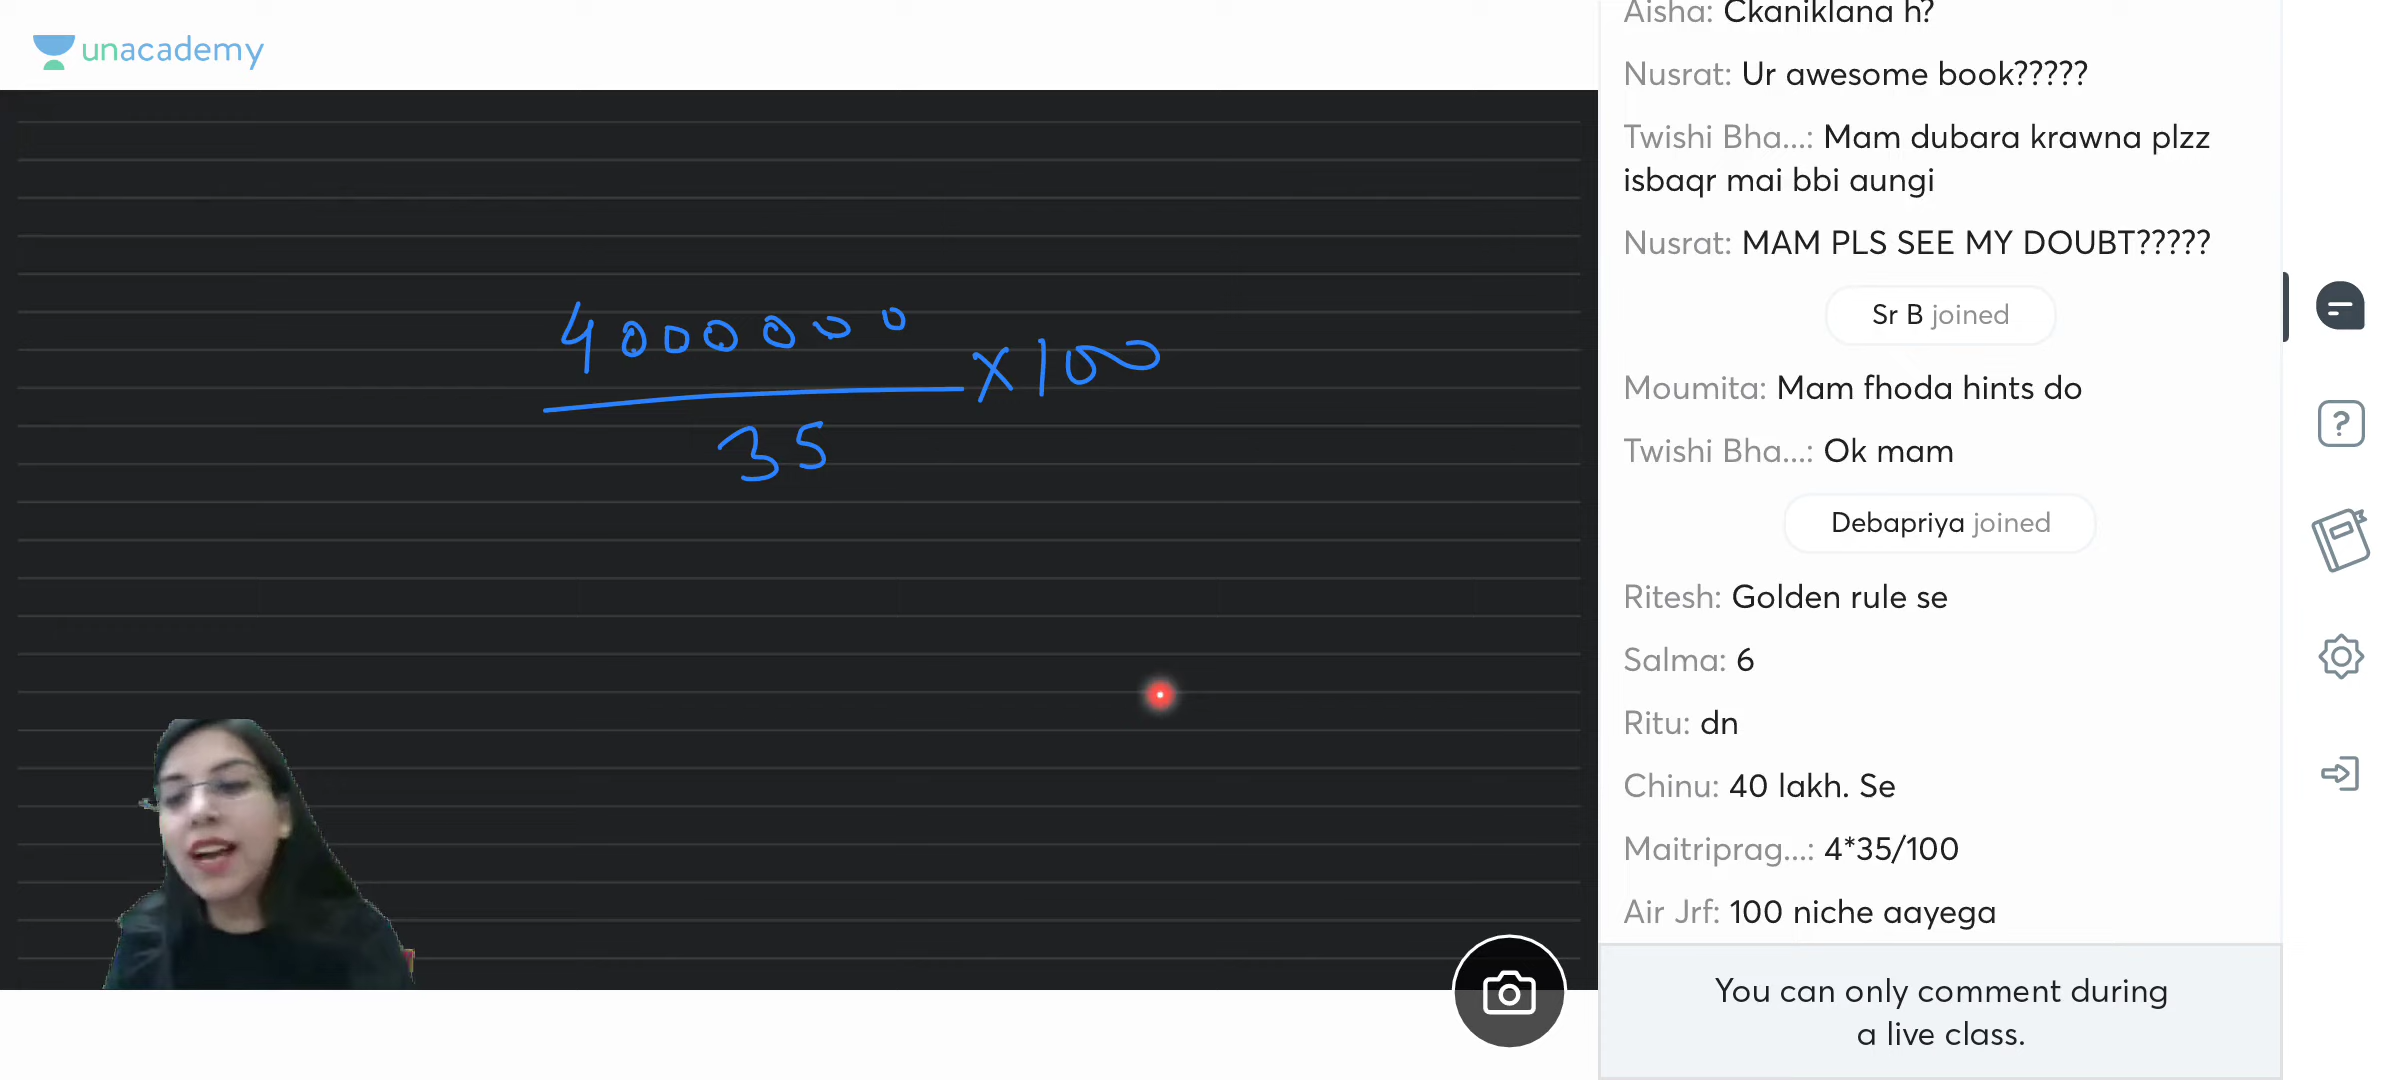 unacademy
4000000
×100
35
Aisha: Ckaniklana h?
Nusrat: Ur awesome book?????
Twishi Bha...: Mam dubara krawna plzz
isbaqr mai bbi aungi
Nusrat: MAM PLS SEE MY DOUBT?????
Sr B joined
Moumita: Mam fhoda hints do
Twishi Bha...: Ok mam
Debapriya joined
Ritesh: Golden rule se
Salma: 6
Ritu: dn
Chinu: 40 lakh. Se
Maitriprag...: 4*35/100
Air Jrf: 100 niche aayega
You can only comment during
a live class.
?